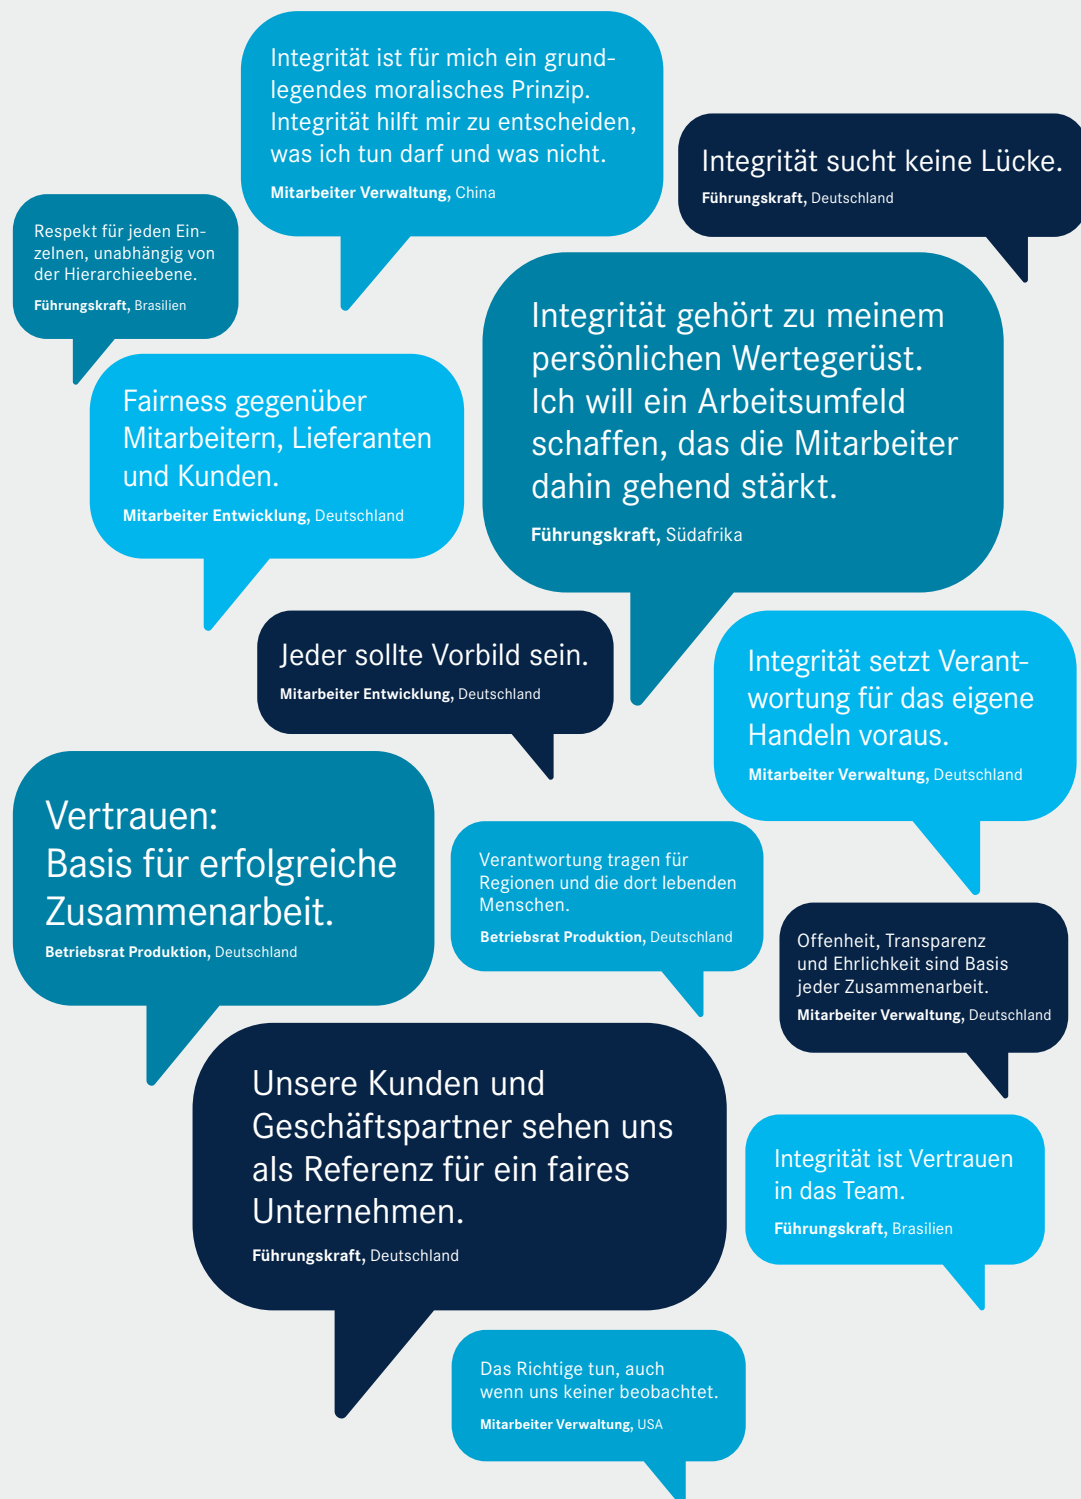 Integrität ist für mich ein grund-
legendes moralisches Prinzip.
Integrität hilft mir zu entscheiden,
was ich tun darf und was nicht.
Mitarbeiter Verwaltung, China
Integrität sucht keine Lücke.
Führungskraft, Deutschland
Respekt für jeden Ein-
zelnen, unabhängig von
der Hierarchieebene.
Führungskraft, Brasilien
Integrität gehört zu meinem
persönlichen Wertegerüst.
Ich will ein Arbeitsumfeld
schaffen, das die Mitarbeiter
dahin gehend stärkt.
Führungskraft, Südafrika
Fairness gegenüber
Mitarbeitern, Lieferanten
und Kunden.
Mitarbeiter Entwicklung, Deutschland
Jeder sollte Vorbild sein.
Mitarbeiter Entwicklung, Deutschland
Integrität setzt Verant-
wortung für das eigene
Handeln voraus.
Mitarbeiter Verwaltung, Deutschland
Vertrauen:
Basis für erfolgreiche
Zusammenarbeit.
Betriebsrat Produktion, Deutschland
Verantwortung tragen für
Regionen und die dort lebenden
Menschen.
Betriebsrat Produktion, Deutschland
Offenheit, Transparenz
und Ehrlichkeit sind Basis
jeder Zusammenarbeit.
Mitarbeiter Verwaltung, Deutschland
Unsere Kunden und
Geschäftspartner sehen uns
als Referenz für ein faires
Unternehmen.
Führungskraft, Deutschland
Integrität ist Vertrauen
in das Team.
Führungskraft, Brasilien
Das Richtige tun, auch
wenn uns keiner beobachtet.
Mitarbeiter Verwaltung, USA